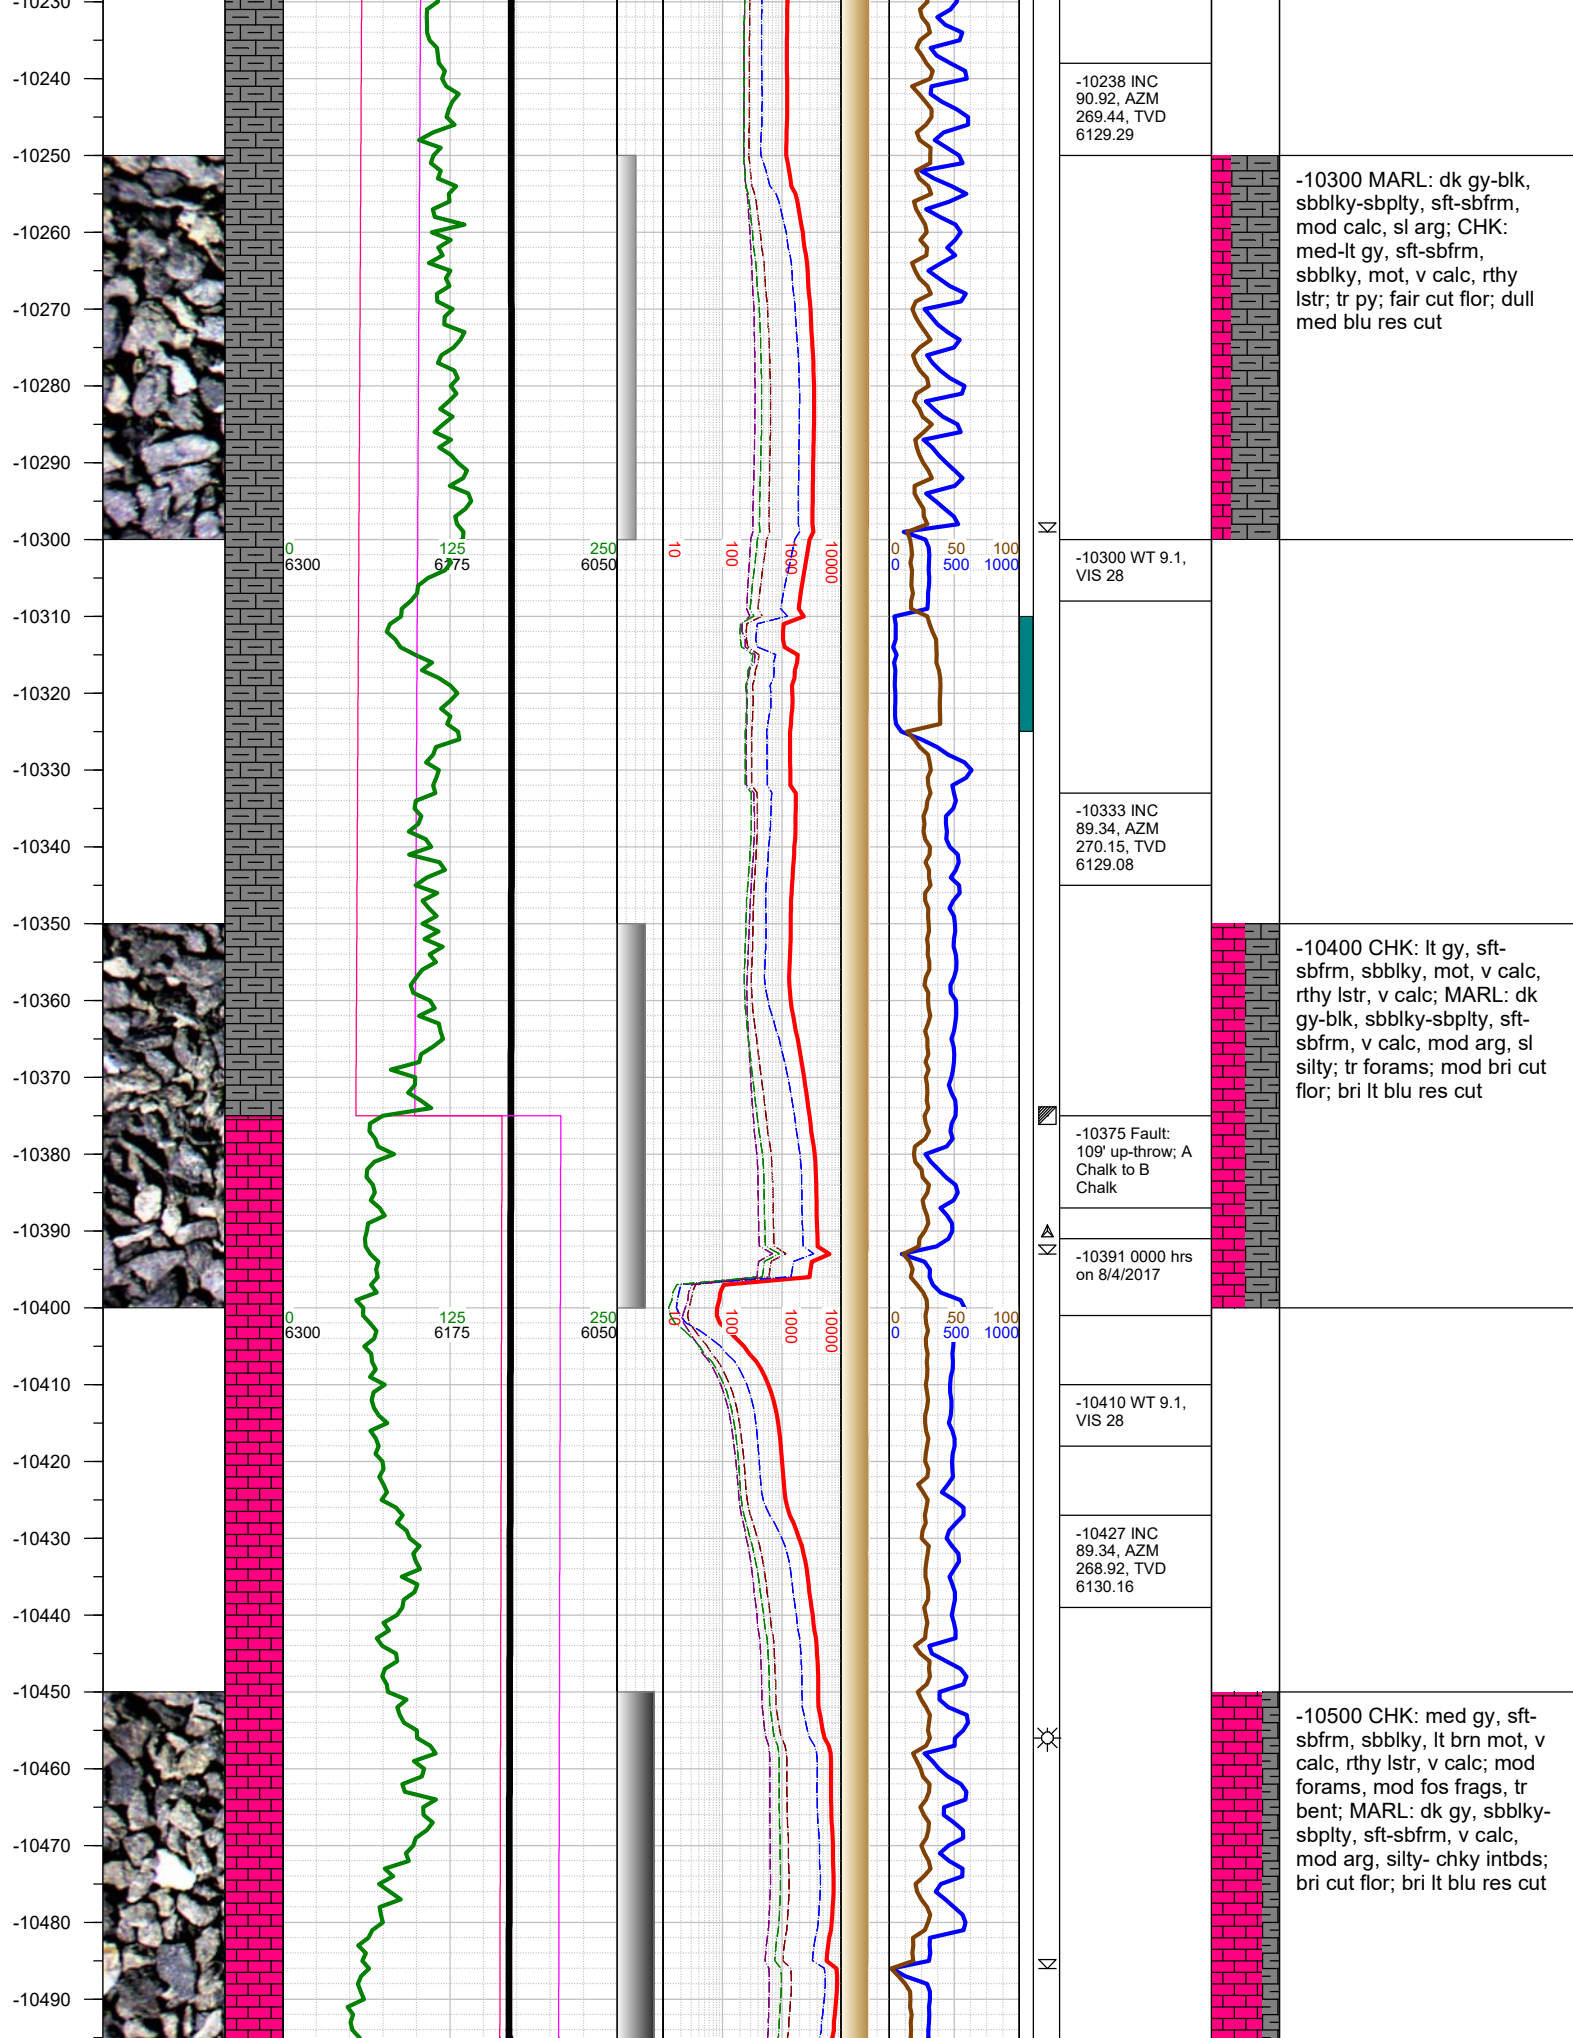 -10230
-10240
-10250
-10260
-10270
-10280
-10290
-10300
-10310
-10320
-10330
-10340
-10350
-10360
-10370
-10380
-10390
-10400
-10410
-10420
-10430
-10440
-10450
-10460
-10470
-10480
-10490
0 125 250
6300 6175 6050
10 100 1000 10000
0 50 100
0 500 1000
0 125 250
6300 6175 6050
10 100 1000 10000
0 50 100
0 500 1000
-10238 INC
90.92, AZM
269.44, TVD
6129.29
-10300 WT 9.1,
VIS 28
-10333 INC
89.34, AZM
270.15, TVD
6129.08
-10375 Fault:
109' up-throw; A
Chalk to B
Chalk
-10391 0000 hrs
on 8/4/2017
-10410 WT 9.1,
VIS 28
-10427 INC
89.34, AZM
268.92, TVD
6130.16
-10300 MARL: dk gy-blk,
sbblky-sbplty, sft-sbfrm,
mod calc, sl arg; CHK:
med-lt gy, sft-sbfrm,
sbblky, mot, v calc, rthy
lstr; tr py; fair cut flor; dull
med blu res cut
-10400 CHK: lt gy, sft-
sbfrm, sbblky, mot, v calc,
rthy lstr, v calc; MARL: dk
gy-blk, sbblky-sbplty, sft-
sbfrm, v calc, mod arg, sl
silty; tr forams; mod bri cut
flor; bri lt blu res cut
-10500 CHK: med gy, sft-
sbfrm, sbblky, lt brn mot, v
calc, rthy lstr, v calc; mod
forams, mod fos frags, tr
bent; MARL: dk gy, sbblky-
sbplty, sft-sbfrm, v calc,
mod arg, silty- chky intbds;
bri cut flor; bri lt blu res cut